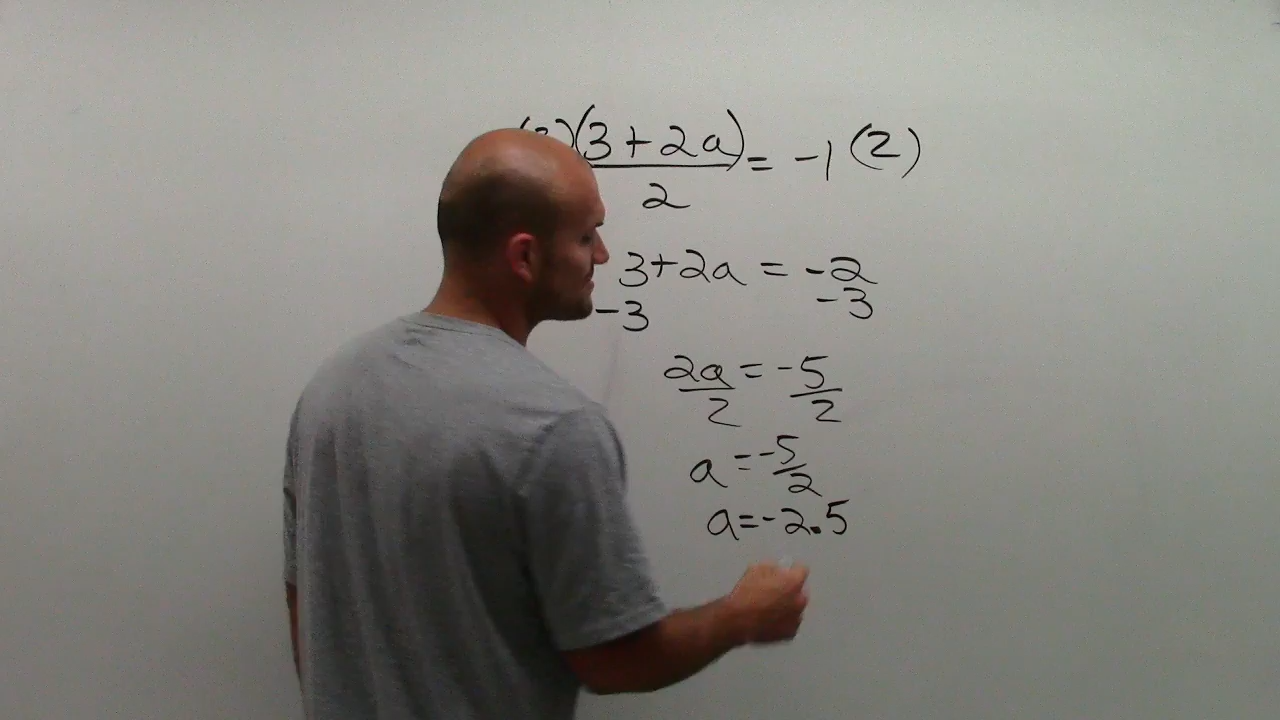 (2)(3+2a)/2 = -1(2)
3+2a = -2
-3 -3
2a/2 = -5/2
a = -5/2
a=-2.5